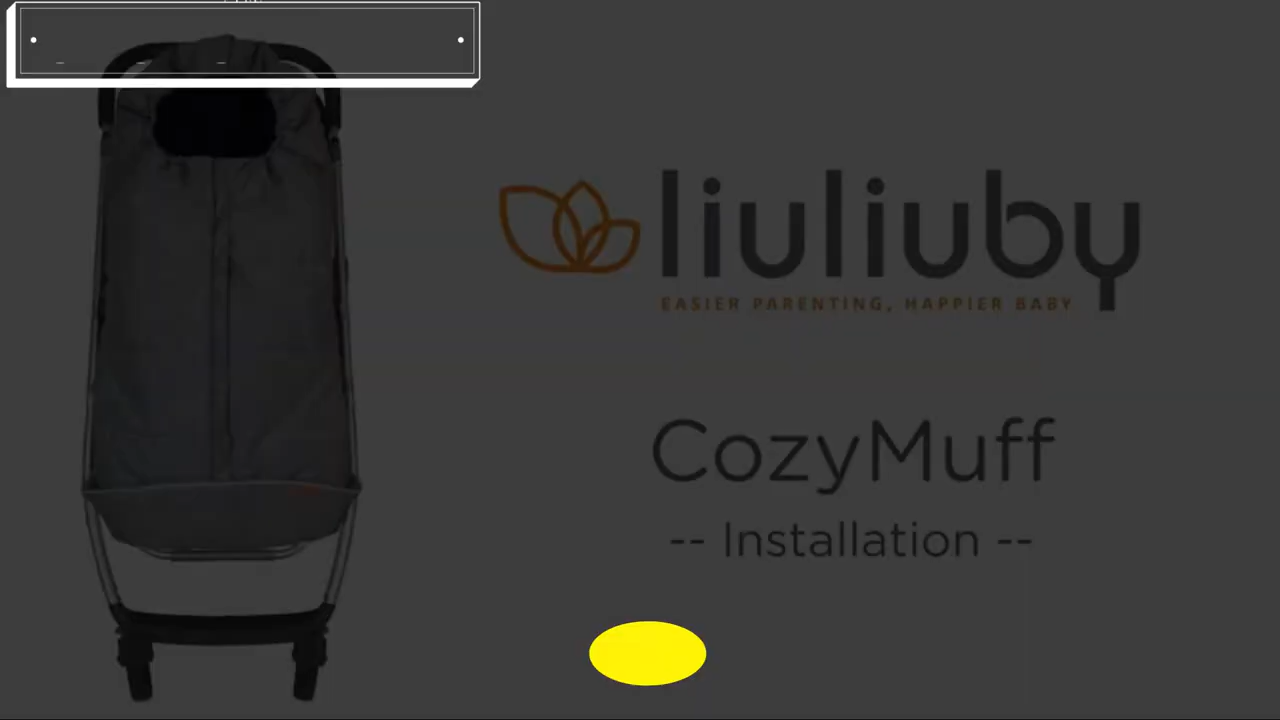 liuliuby
EASIER PARENTING, HAPPIER BABY
CozyMuff
-- Installation --